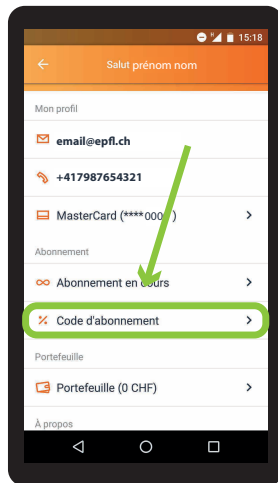 15:18
Salut prénom nom
Mon profil
email@epfl.ch
+417987654321
MasterCard (****000 )
Abonnement
Abonnement en cours
Code d'abonnement
Portefeuille
Portefeuille (0 CHF)
À propos